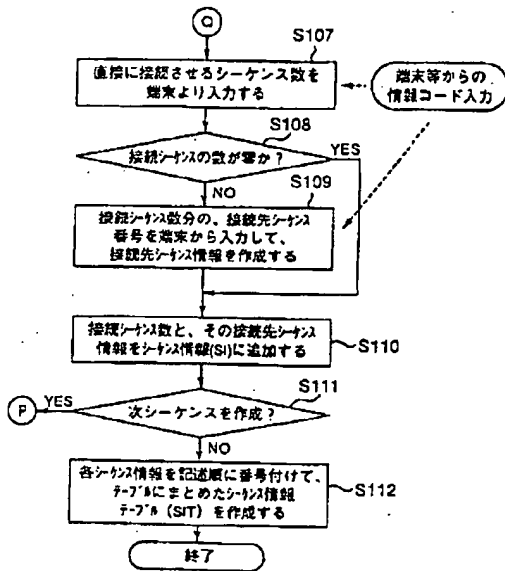 Q
S107
直接に接続させるシーケンス数を
端末より入力する
端末等からの
情報コード入力
S108
接続シーケンスの数が零か？
YES
NO
S109
接続シーケンス数分の、接続先シーケンス
番号を端末から入力して、
接続先シーケンス情報を作成する
接続シーケンス数と、その接続先シーケンス
情報をシーケンス情報(SI)に追加する
S110
S111
次シーケンスを作成？
YES
P
NO
各シーケンス情報を記述順に番号付けて、
テーブルにまとめたシーケンス情報
テーブル（SIT）を作成する
S112
終了